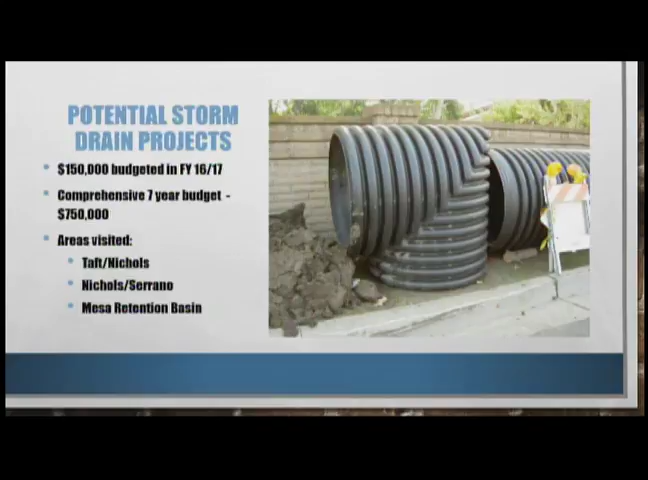 POTENTIAL STORM
DRAIN PROJECTS
$150,000 budgeted in FY 16/17
Comprehensive 7 year budget -
$750,000
Areas visited:
Taft/Nichols
Nichols/Serrano
Mesa Retention Basin